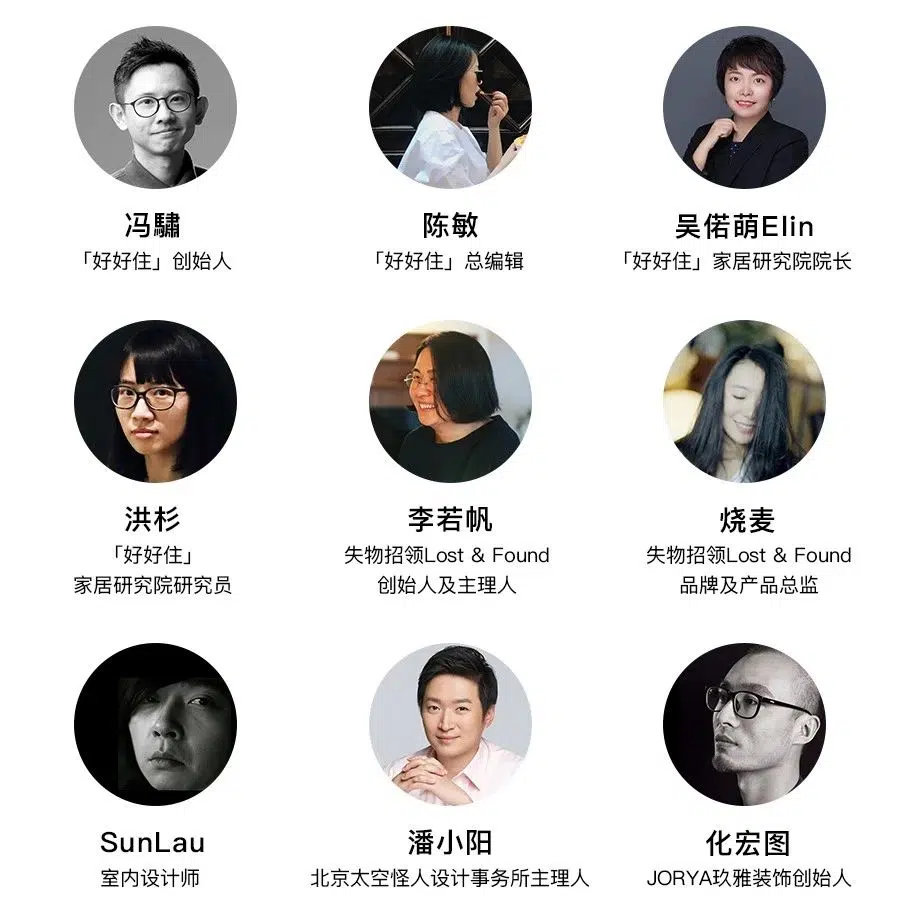 冯驌
陈敏
吴偌萌Elin
「好好住」创始人
「好好住」总编辑
「好好住」家居研究院院长
洪杉
李若帆
烧麦
「好好住」
家居研究院研究员
失物招领Lost & Found
创始人及主理人
失物招领Lost & Found
品牌及产品总监
SunLau
潘小阳
化宏图
室内设计师
北京太空怪人设计事务所主理人
JORYA玖雅装饰创始人